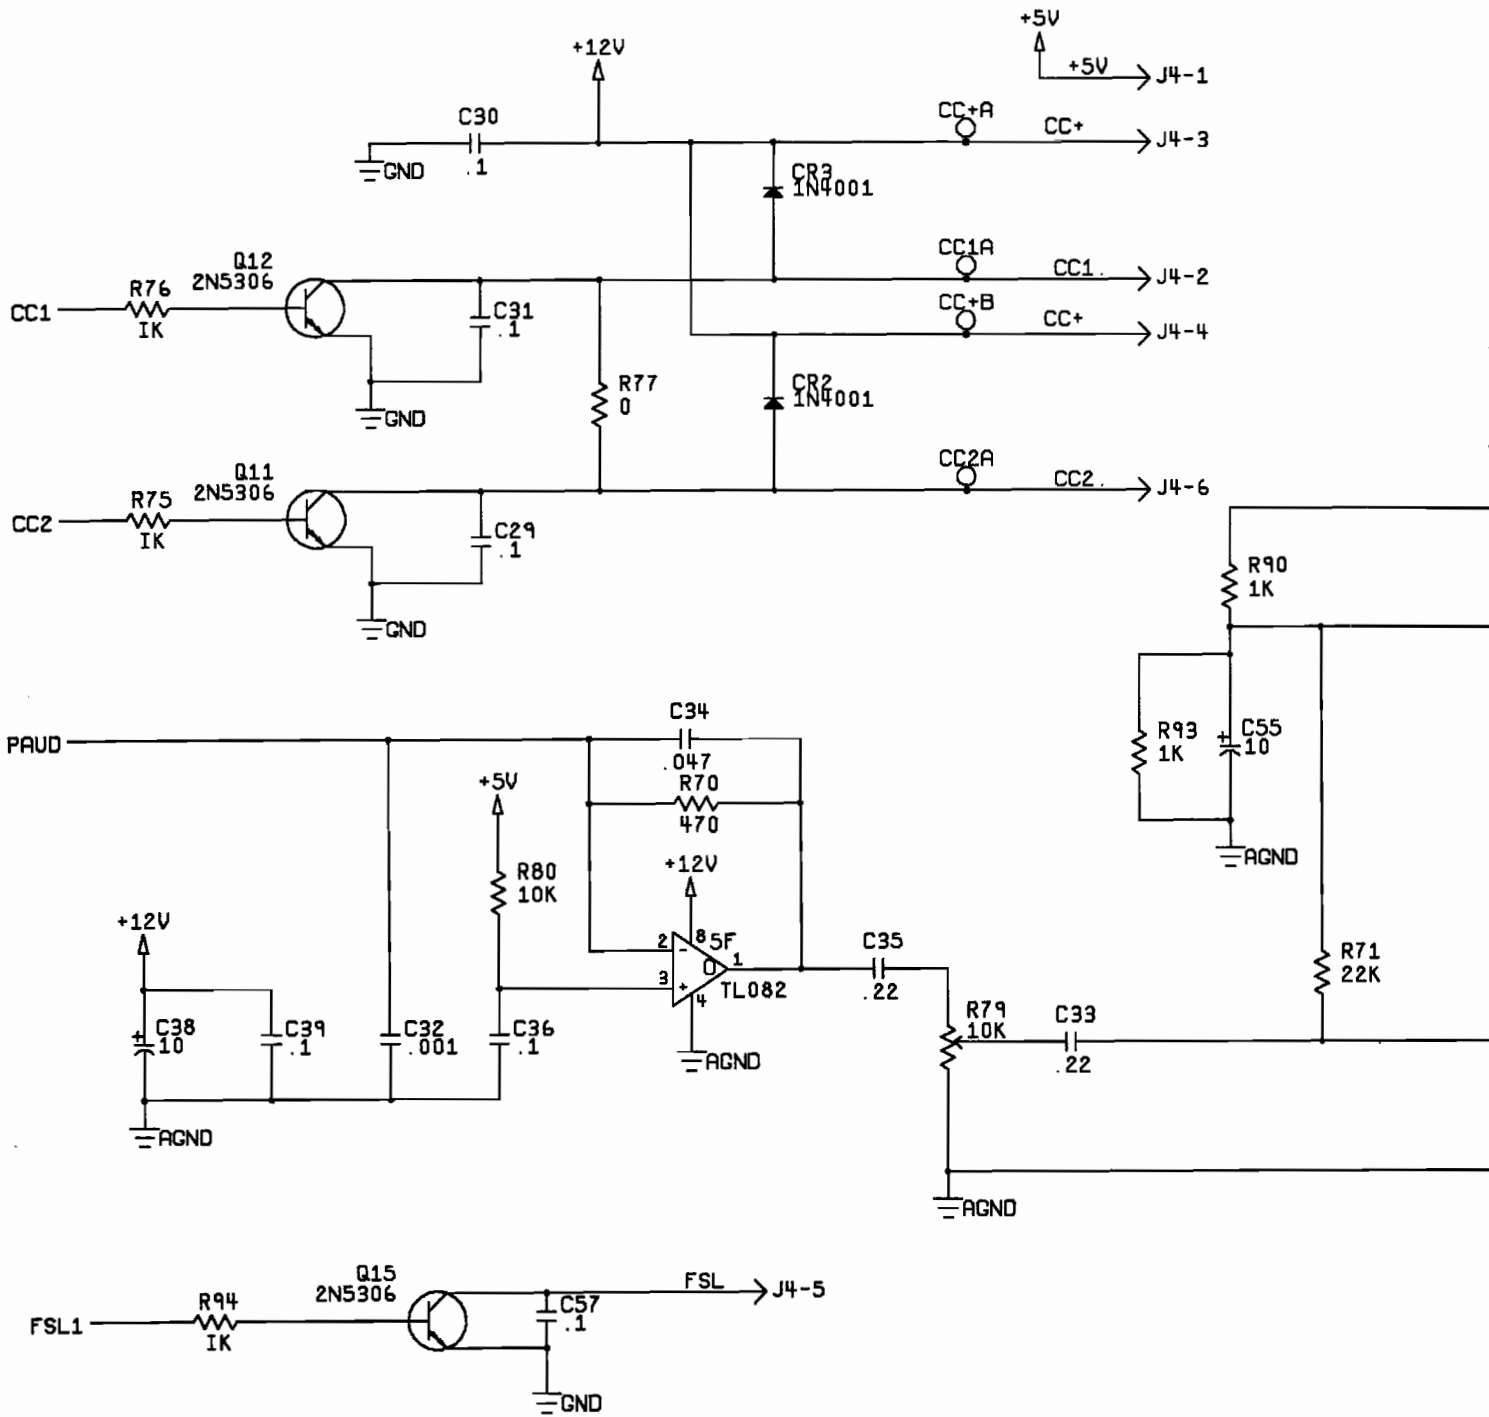 +5V
+12V
+5V
J4-1
C30
.1
GND
CC+A
CC+
J4-3
CR3
1N4001
Q12
2N5306
R76
IK
CC1
C31
.1
CC1A
CC1.
J4-2
CC+B
CC+
J4-4
GND
R77
0
CR2
1N4001
Q11
2N5306
R75
IK
CC2
C29
.1
CC2A
CC2.
J4-6
GND
R90
1K
PAUD
C34
.047
R70
470
R93
1K
C55
+
10
AGND
+5V
R80
10K
+12V
+12V
2
-
8
5F
0
1
3
+
4
TL082
AGND
C35
.22
R71
22K
C38
+
10
C39
.1
C32
.001
C36
.1
AGND
R79
10K
C33
.22
AGND
Q15
2N5306
R94
IK
FSL1
C57
.1
FSL
J4-5
GND